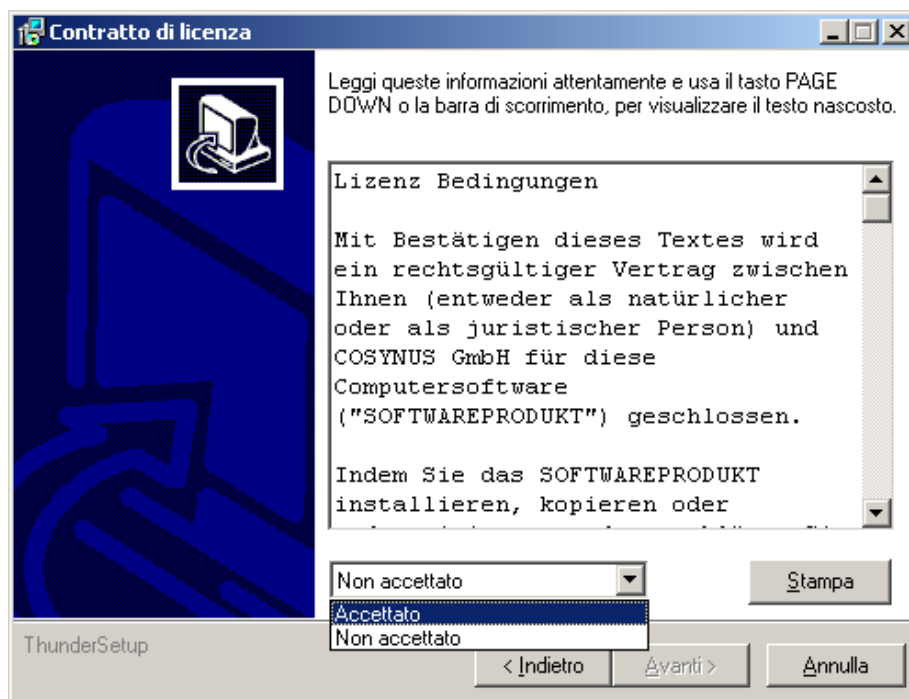 Contratto di licenza
Leggi queste informazioni attentamente e usa il tasto PAGE
DOWN o la barra di scorrimento, per visualizzare il testo nascosto.
Lizenz Bedingungen
Mit Bestätigen dieses Textes wird
ein rechtsgültiger Vertrag zwischen
Ihnen (entweder als natürlicher
oder als juristischer Person) und
COSYNUS GmbH für diese
Computersoftware
("SOFTWAREPRODUKT") geschlossen.
Indem Sie das SOFTWAREPRODUKT
installieren, kopieren oder
Non accettato
Stampa
Accettato
Non accettato
ThunderSetup
< Indietro
Avanti >
Annulla